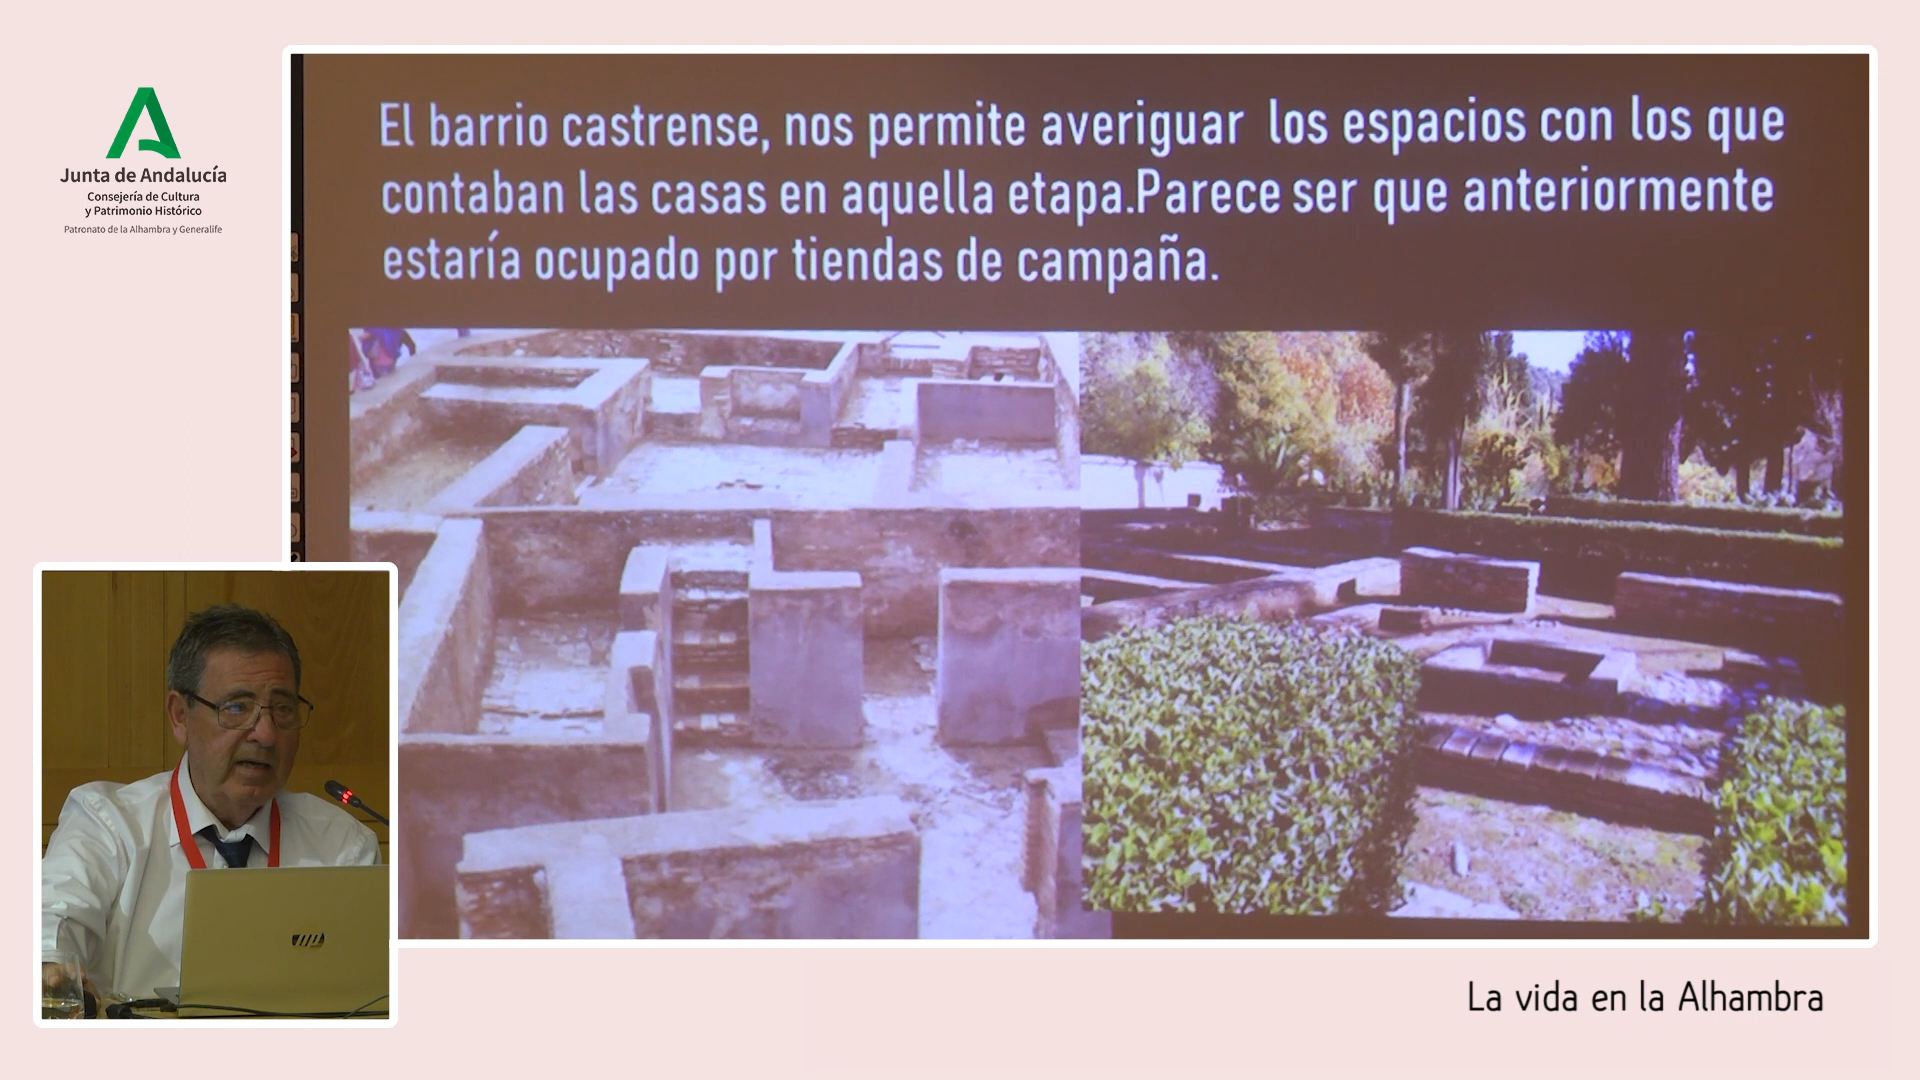 Junta de Andalucía
Consejería de Cultura
y Patrimonio Histórico
Patronato de la Alhambra y Generalife
El barrio castrense, nos permite averiguar los espacios con los que
contaban las casas en aquella etapa.Parece ser que anteriormente
estaría ocupado por tiendas de campaña.
hp
La vida en la Alhambra